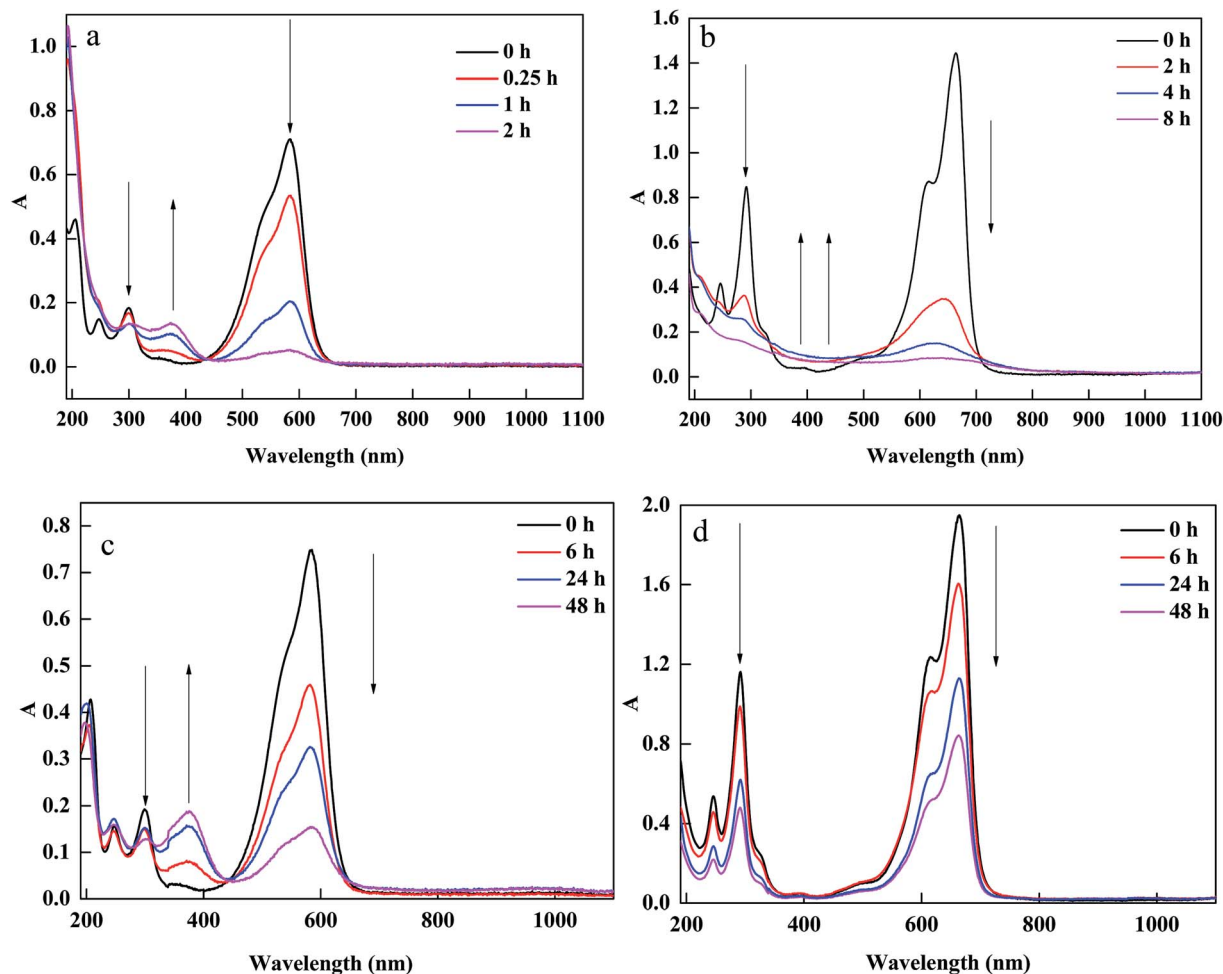 a
0 h
0.25 h
1 h
2 h
1.0
0.8
0.6
0.4
0.2
0.0
A
200 300 400 500 600 700 800 900 1000 1100
Wavelength (nm)
b
0 h
2 h
4 h
8 h
1.6
1.4
1.2
1.0
0.8
0.6
0.4
0.2
0.0
A
200 300 400 500 600 700 800 900 1000 1100
Wavelength (nm)
c
0 h
6 h
24 h
48 h
0.8
0.7
0.6
0.5
0.4
0.3
0.2
0.1
0.0
A
200 400 600 800 1000
Wavelength (nm)
d
0 h
6 h
24 h
48 h
2.0
1.6
1.2
0.8
0.4
0.0
A
200 400 600 800 1000
Wavelength (nm)